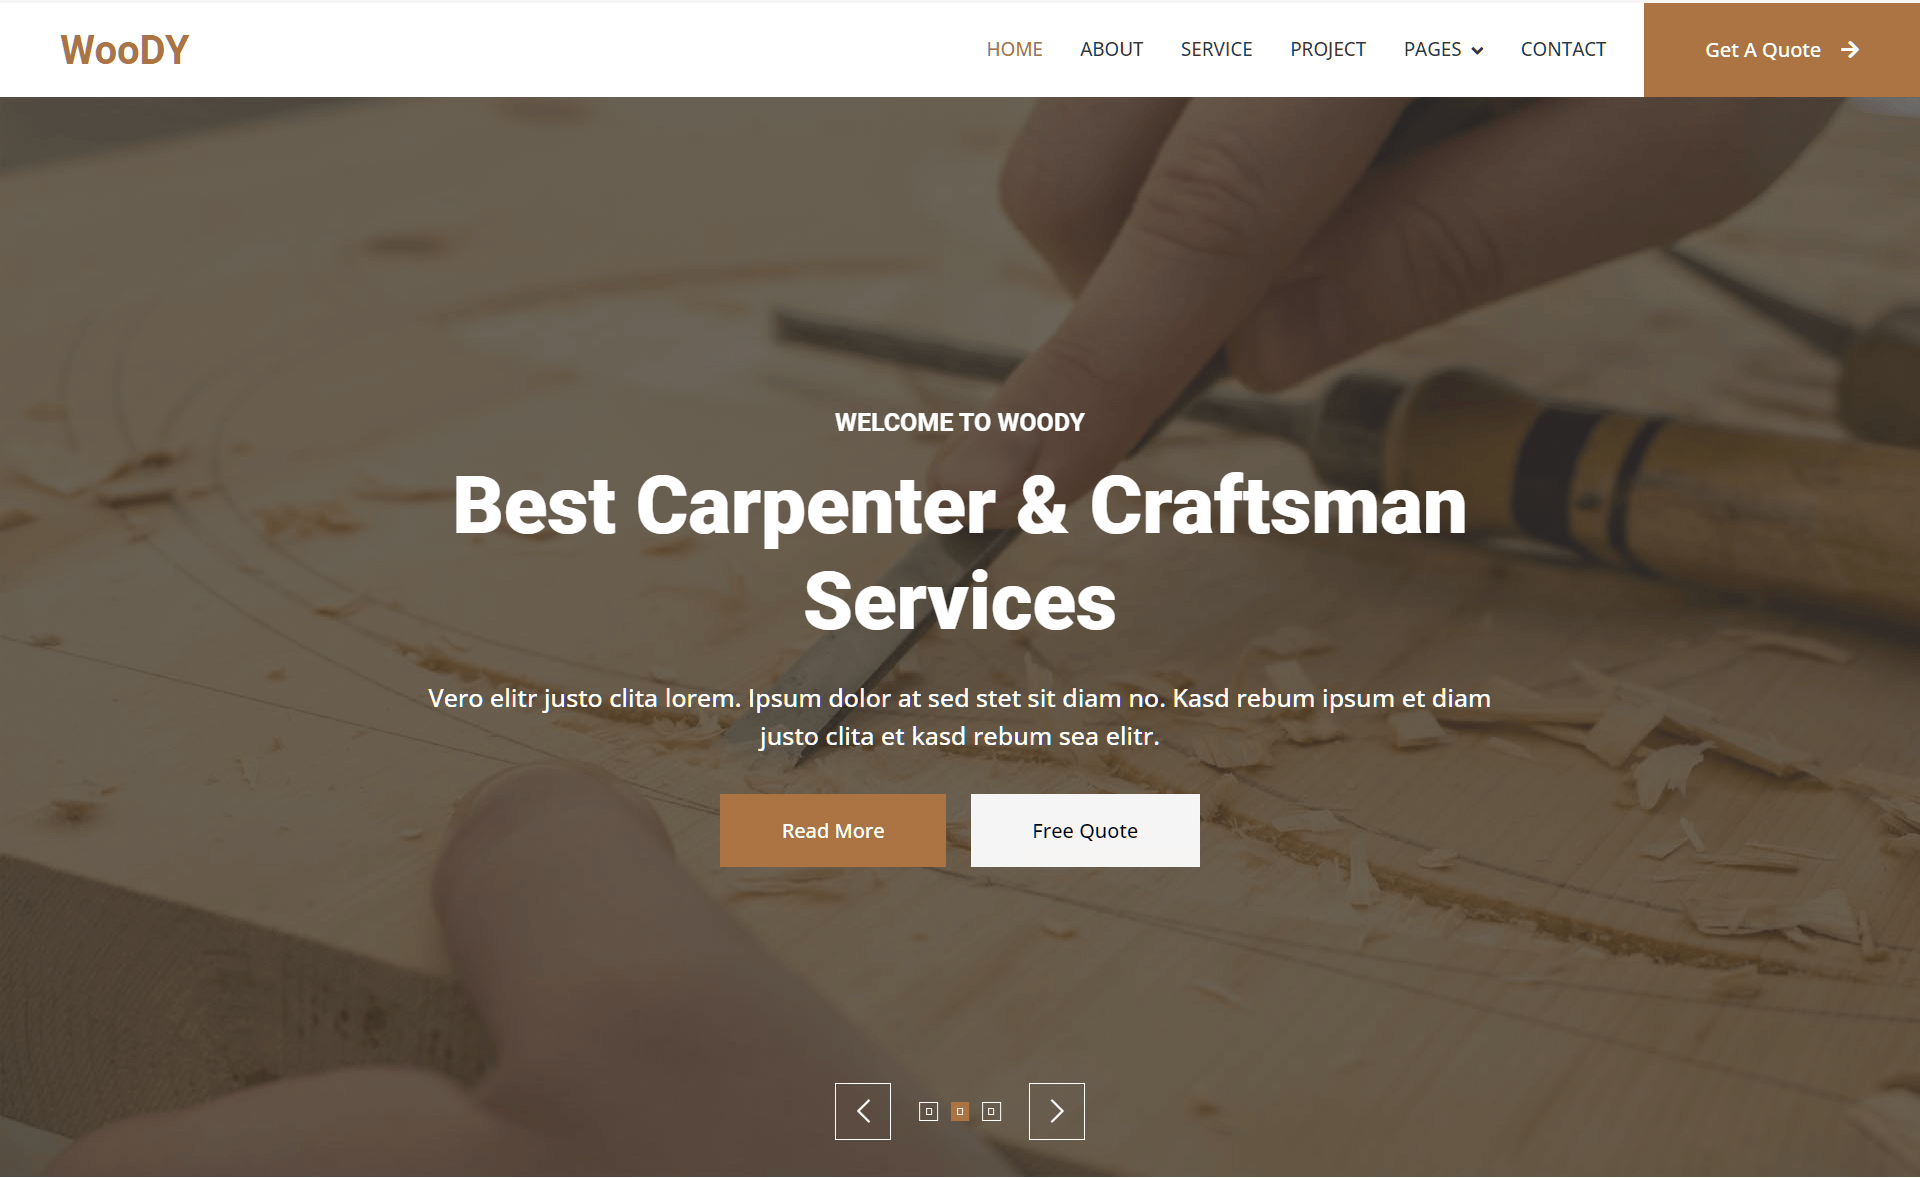 WooDY
HOME ABOUT SERVICE PROJECT PAGES CONTACT Get A Quote
WELCOME TO WOODY
Best Carpenter & Craftsman
Services
Vero elitr justo clita lorem. Ipsum dolor at sed stet sit diam no. Kasd rebum ipsum et diam
justo clita et kasd rebum sea elitr.
Read More Free Quote